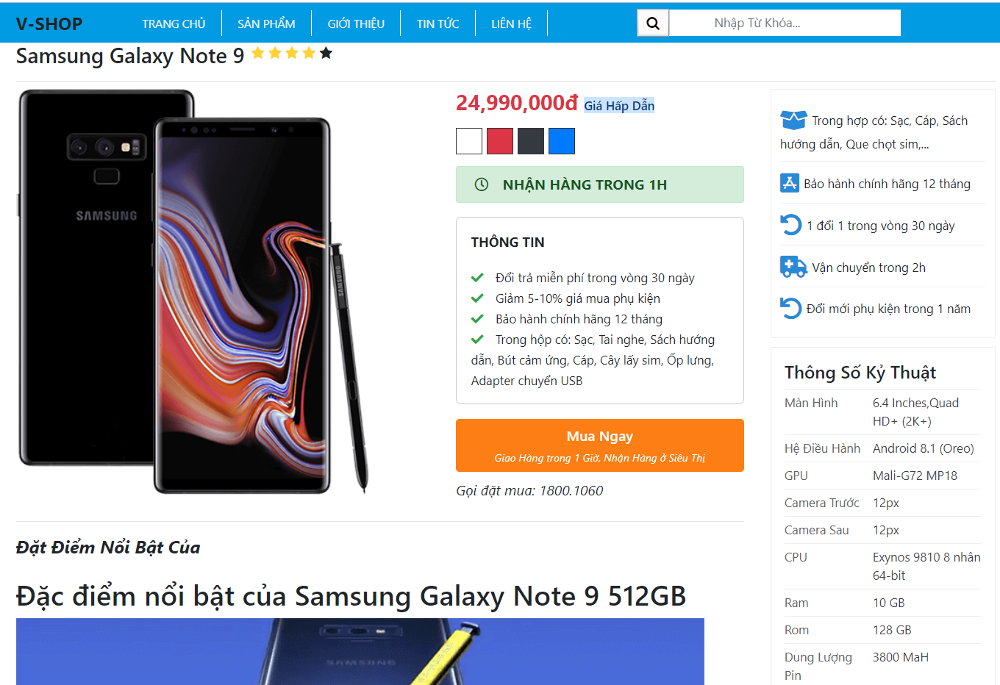 V-SHOP
TRANG CHỦ
SẢN PHẨM
GIỚI THIỆU
TIN TỨC
LIÊN HỆ
Nhập Từ Khóa...
Samsung Galaxy Note 9
SAMSUNG
SAMSUNG
24,990,000đ Giá Hấp Dẫn
NHẬN HÀNG TRONG 1H
THÔNG TIN
Đổi trả miễn phí trong vòng 30 ngày
Giảm 5-10% giá mua phụ kiện
Bảo hành chính hãng 12 tháng
Trong hộp có: Sạc, Tai nghe, Sách hướng
dẫn, Bút cảm ứng, Cáp, Cây lấy sim, Ốp lưng,
Adapter chuyển USB
Mua Ngay
Giao Hàng trong 1 Giờ, Nhận Hàng ở Siêu Thị
Gọi đặt mua: 1800.1060
Trong hợp có: Sạc, Cáp, Sách
hướng dẫn, Que chọt sim,...
Bảo hành chính hãng 12 tháng
1 đổi 1 trong vòng 30 ngày
Vận chuyển trong 2h
Đổi mới phụ kiện trong 1 năm
Thông Số Kỷ Thuật
Màn Hình 6.4 Inches,Quad
HD+ (2K+)
Hệ Điều Hành Android 8.1 (Oreo)
GPU Mali-G72 MP18
Camera Trước 12px
Camera Sau 12px
CPU Exynos 9810 8 nhân
64-bit
Ram 10 GB
Rom 128 GB
Dung Lượng 3800 MaH
Pin
Đặt Điểm Nổi Bật Của
Đặc điểm nổi bật của Samsung Galaxy Note 9 512GB
SAMSUNG
SAMSUNG